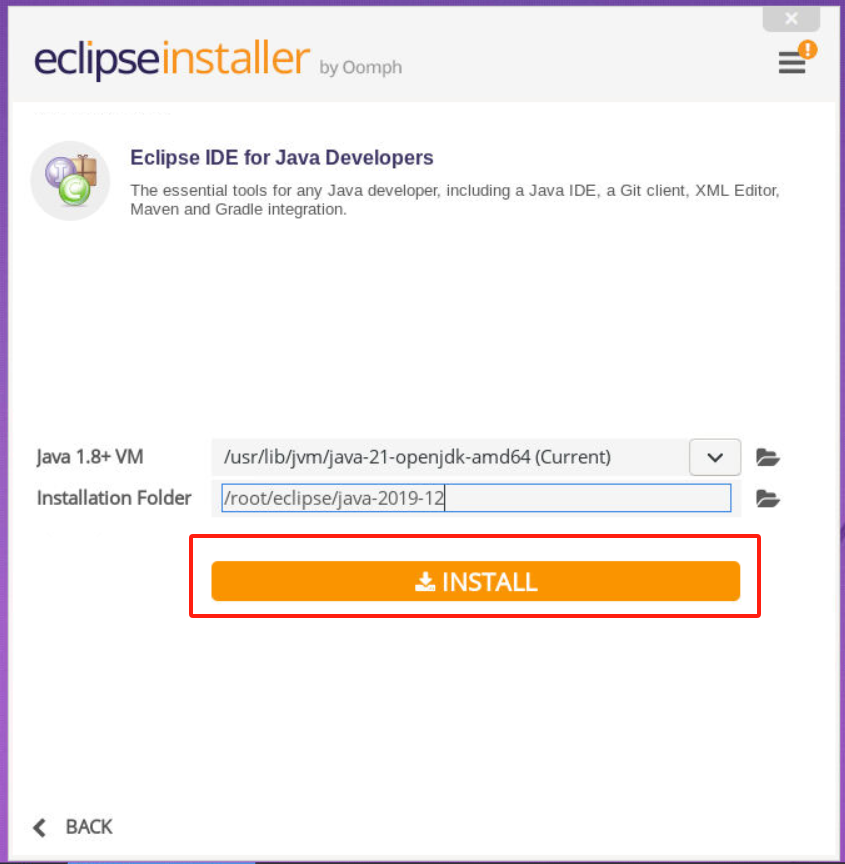 eclipseinstaller by Oomph
Eclipse IDE for Java Developers
The essential tools for any Java developer, including a Java IDE, a Git client, XML Editor,
Maven and Gradle integration.
Java 1.8+ VM /usr/lib/jvm/java-21-openjdk-amd64 (Current)
Installation Folder /root/eclipse/java-2019-12
INSTALL
BACK